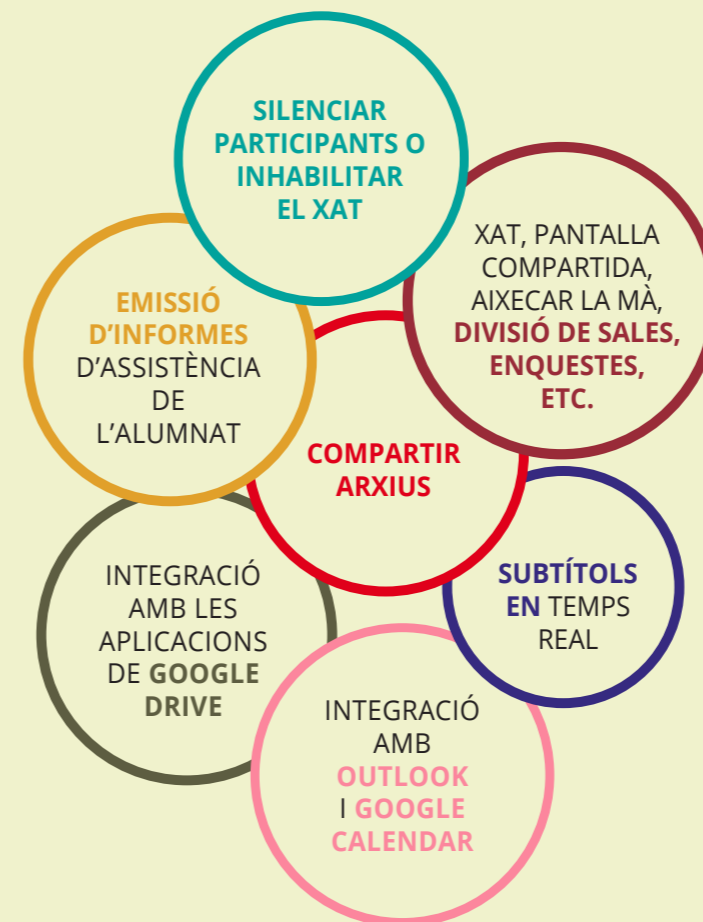 SILENCIAR
PARTICIPANTS O
INHABILITAR
EL XAT
XAT, PANTALLA
COMPARTIDA,
AIXECAR LA MÀ,
DIVISIÓ DE SALES,
ENQUESTES,
ETC.
EMISSIÓ
D’INFORMES
D’ASSISTÈNCIA
DE
L’ALUMNAT
COMPARTIR
ARXIUS
INTEGRACIÓ
AMB LES
APLICACIONS
DE GOOGLE
DRIVE
SUBTÍTOLS
EN TEMPS
REAL
INTEGRACIÓ
AMB
OUTLOOK
I GOOGLE
CALENDAR